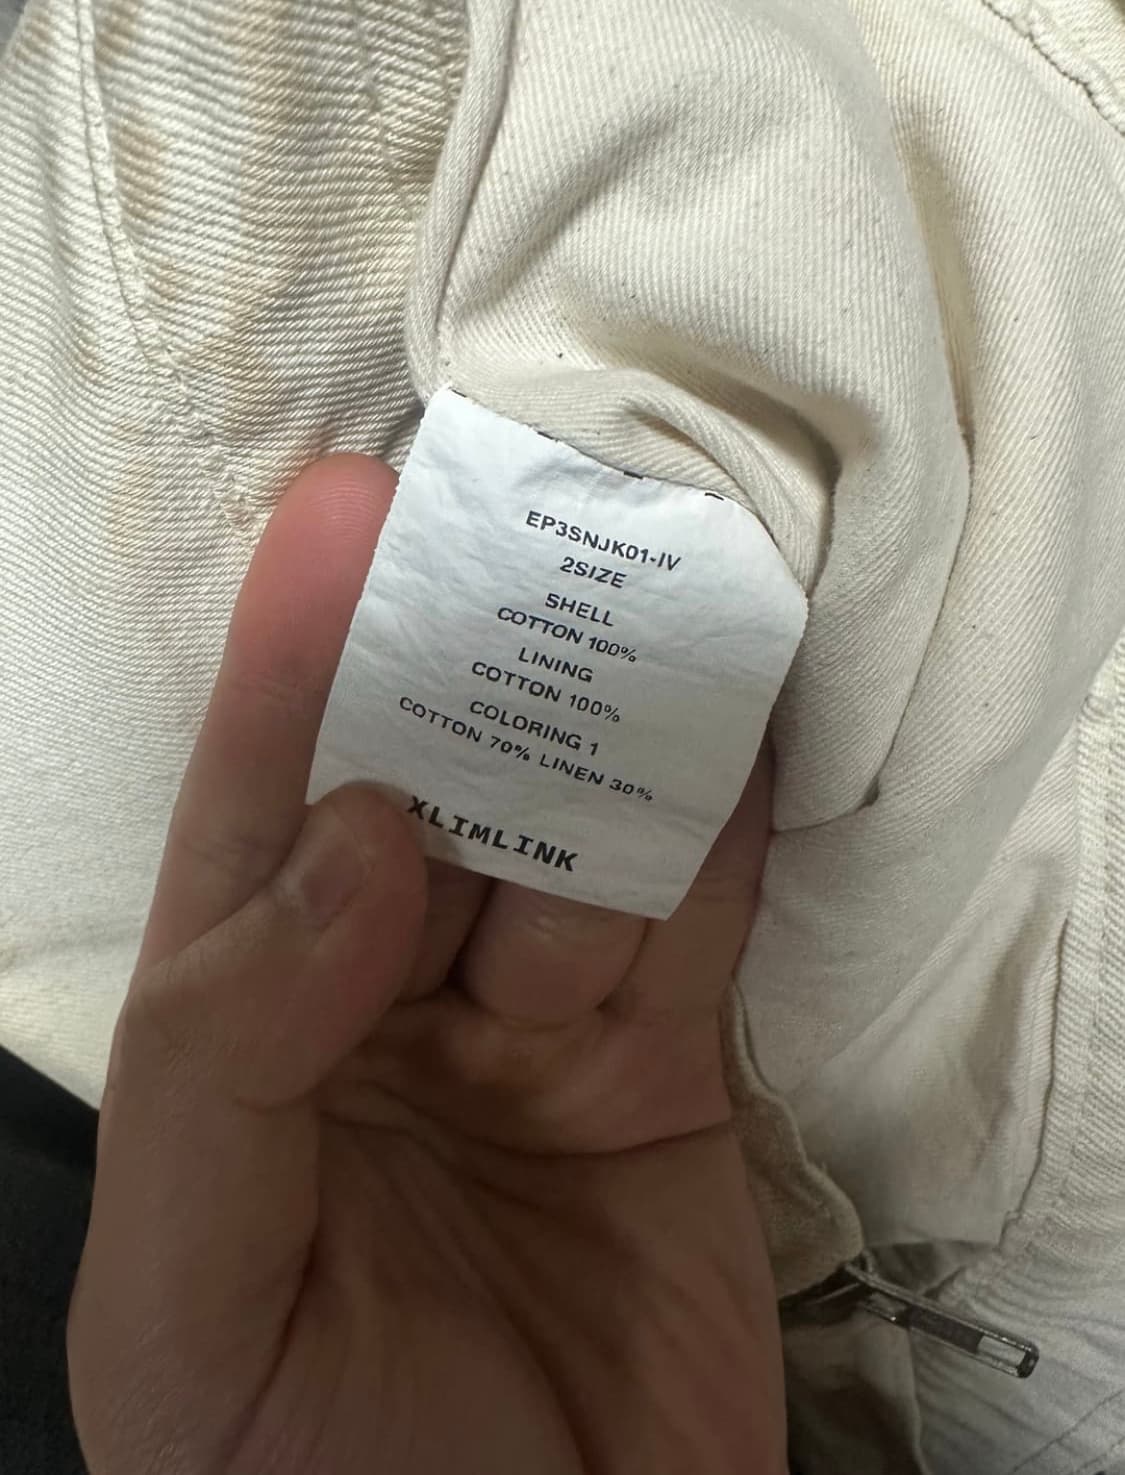 EP3SNJK01-IV
2SIZE
SHELL
COTTON 100%
LINING
COTTON 100%
COLORING 1
COTTON 70% LINEN 30%
XLIMLINK